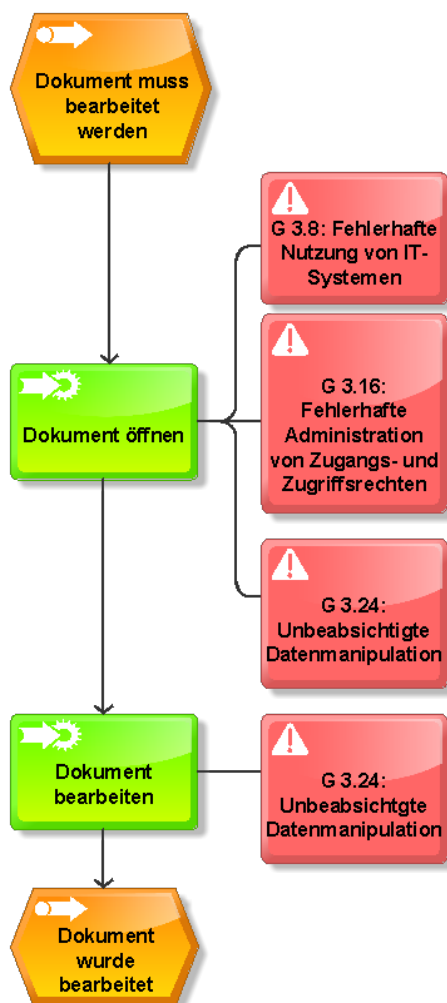 Dokument muss
bearbeitet
werden
G 3.8: Fehlerhafte
Nutzung von IT-
Systemen
G 3.16:
Fehlerhafte
Administration
von Zugangs- und
Zugriffsrechten
Dokument öffnen
G 3.24:
Unbeabsichtigte
Datenmanipulation
Dokument
bearbeiten
G 3.24:
Unbeabsichtgte
Datenmanipulation
Dokument
wurde
bearbeitet